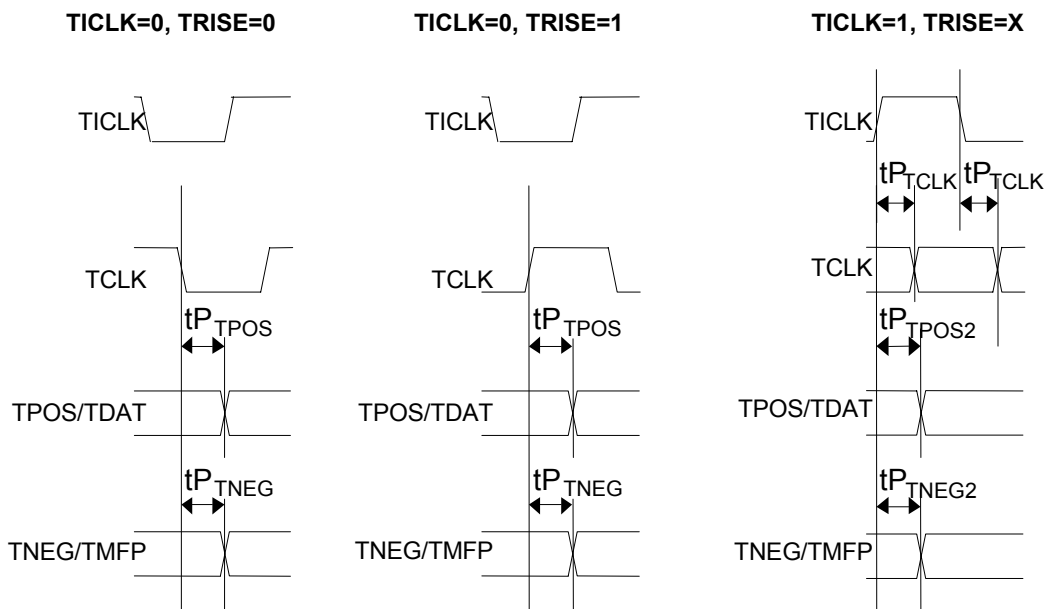 TICLK=0, TRISE=0 TICLK=0, TRISE=1 TICLK=1, TRISE=X
TICLK TICLK TICLK
tPTCLK tPTCLK
TCLK TCLK TCLK
tPTPOS tPTPOS tPTPOS2
TPOS/TDAT TPOS/TDAT TPOS/TDAT
tPTNEG tPTNEG tPTNEG2
TNEG/TMFP TNEG/TMFP TNEG/TMFP